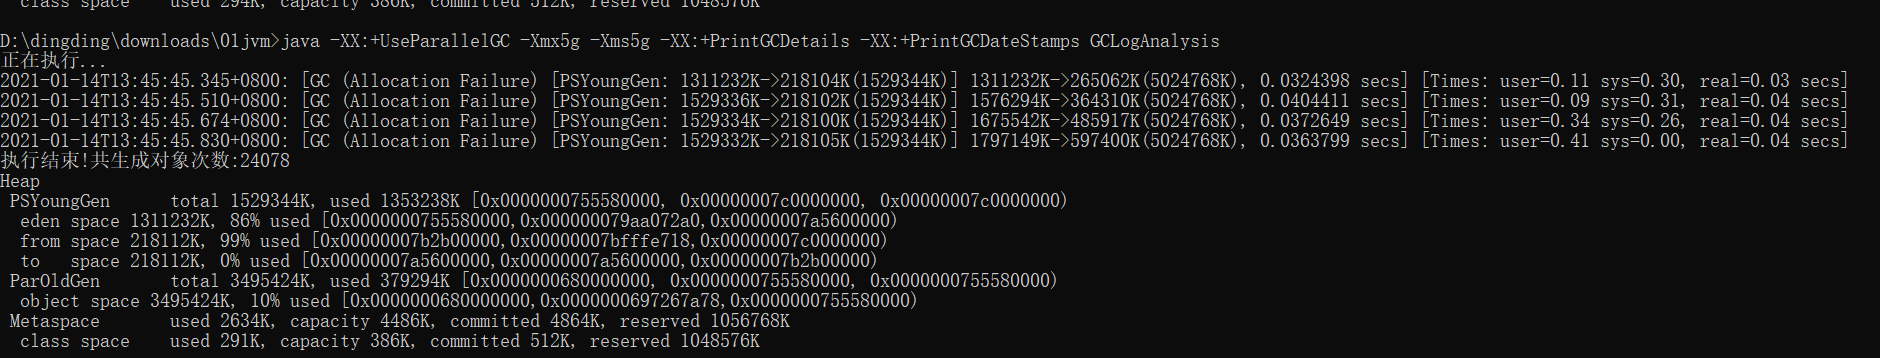 class space    used 294K, capacity 386K, committed 512K, reserved 1048576K
D:\dingding\downloads\01jvm>java -XX:+UseParallelGC -Xmx5g -Xms5g -XX:+PrintGCDetails -XX:+PrintGCDateStamps GCLogAnalysis
正在执行...
2021-01-14T13:45:45.345+0800: [GC (Allocation Failure) [PSYoungGen: 1311232K->218104K(1529344K)] 1311232K->265062K(5024768K), 0.0324398 secs] [Times: user=0.11 sys=0.30, real=0.03 secs]
2021-01-14T13:45:45.510+0800: [GC (Allocation Failure) [PSYoungGen: 1529336K->218102K(1529344K)] 1576294K->364310K(5024768K), 0.0404411 secs] [Times: user=0.09 sys=0.31, real=0.04 secs]
2021-01-14T13:45:45.674+0800: [GC (Allocation Failure) [PSYoungGen: 1529334K->218100K(1529344K)] 1675542K->485917K(5024768K), 0.0372649 secs] [Times: user=0.34 sys=0.26, real=0.04 secs]
2021-01-14T13:45:45.830+0800: [GC (Allocation Failure) [PSYoungGen: 1529332K->218105K(1529344K)] 1797149K->597400K(5024768K), 0.0363799 secs] [Times: user=0.41 sys=0.00, real=0.04 secs]
执行结束!共生成对象次数:24078
Heap
 PSYoungGen      total 1529344K, used 1353238K [0x0000000755580000, 0x00000007c0000000, 0x00000007c0000000)
  eden space 1311232K, 86% used [0x0000000755580000,0x000000079aa072a0,0x00000007a5600000)
  from space 218112K, 99% used [0x00000007b2b00000,0x00000007bfffe718,0x00000007c0000000)
  to   space 218112K, 0% used [0x00000007a5600000,0x00000007a5600000,0x00000007b2b00000)
 ParOldGen       total 3495424K, used 379294K [0x0000000680000000, 0x0000000755580000, 0x0000000755580000)
  object space 3495424K, 10% used [0x0000000680000000,0x0000000697267a78,0x0000000755580000)
 Metaspace       used 2634K, capacity 4486K, committed 4864K, reserved 1056768K
  class space    used 291K, capacity 386K, committed 512K, reserved 1048576K